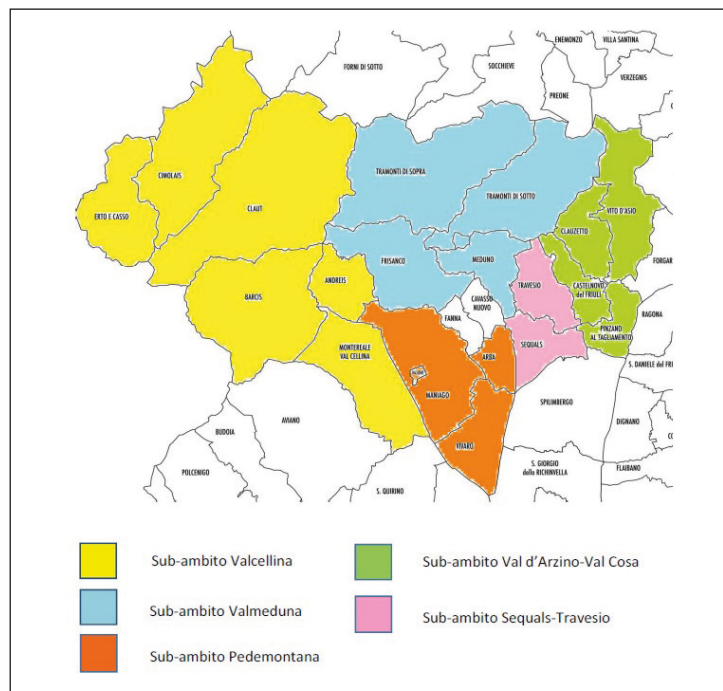 ENEMONZO
VILLA SANTINA
FORNI DI SOTTO
SOCCHIEVE
VERZEGNIS
PREONE
TRAMONTI DI SOPRA
CIMOLAIS
TRAMONTI DI SOTTO
CLAUT
ERTO E CASSO
VITO D'ASIO
CLAUZETTO
FRISANCO
MEDUNO
FORGAR
ANDREIS
TRAVESIO
CASTELNOVO
del FRIULI
BARCIS
CAVASSO
NUOVO
FANNA
RAGONA
PINZANO
AL TAGLIAMENTO
MONTEREALE
VAL CELLINA
SEQUALS
ARBA
S. DANIELE del FRI
MANIAGO
SPILIMBERGO
AVIANO
DIGNANO
BUDOIA
VIVARO
CO
POLCENIGO
S. GIORGIO
della RICHINVELLA
FLAIBANO
S. QUIRINO
Sub-ambito Valcellina
Sub-ambito Val d'Arzino-Val Cosa
Sub-ambito Valmeduna
Sub-ambito Sequals-Travesio
Sub-ambito Pedemontana